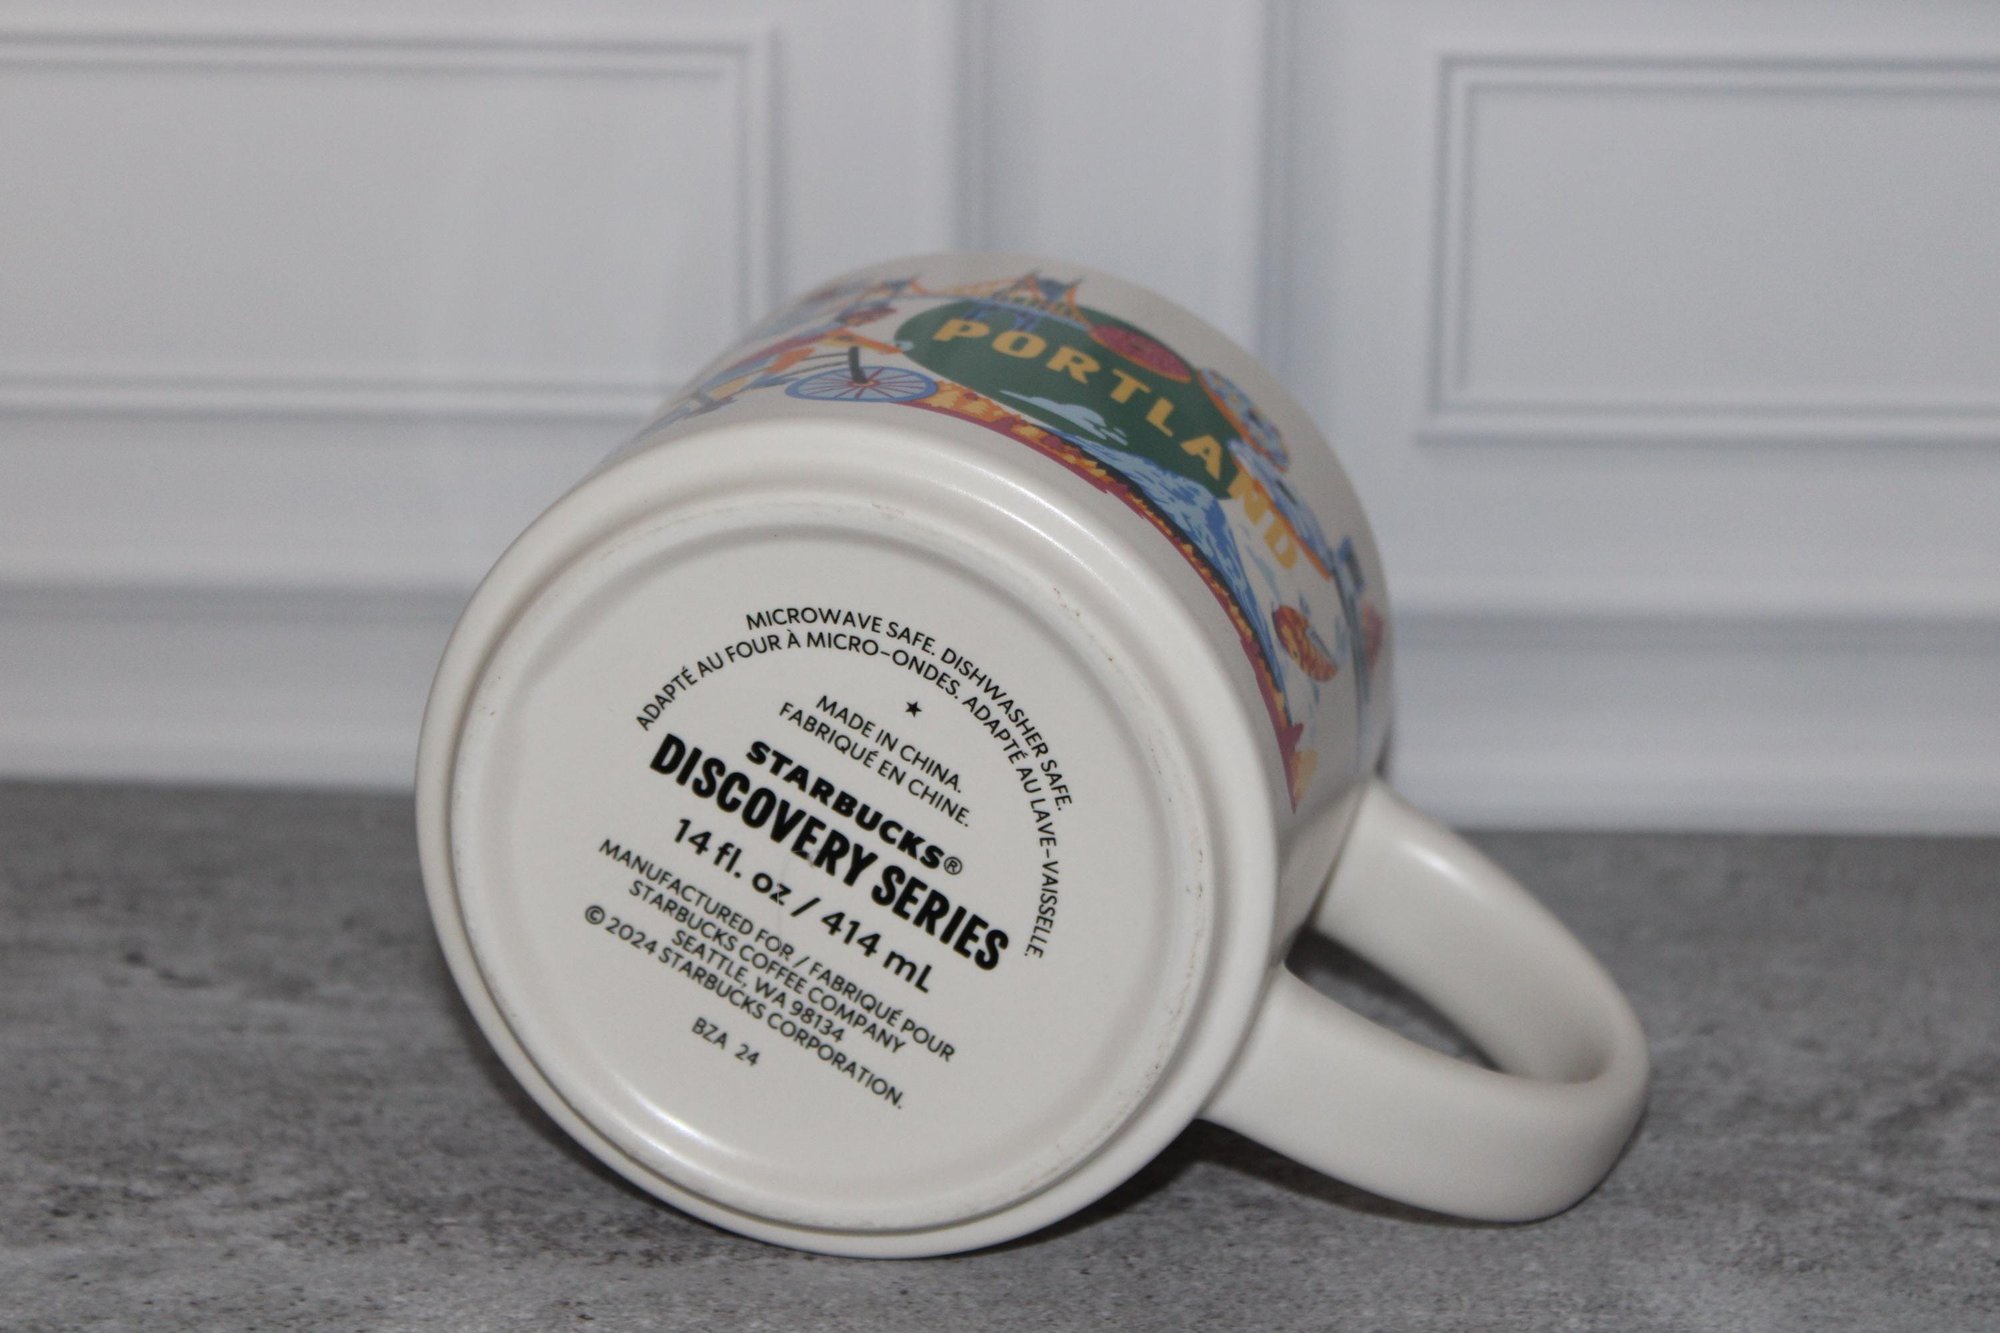 PORTLAND
MICROWAVE SAFE. DISHWASHER SAFE.
ADAPTÉ AU FOUR À MICRO-ONDES. ADAPTÉ AU LAVE-VAISSELLE.
MADE IN CHINA.
FABRIQUÉ EN CHINE.
STARBUCKS®
DISCOVERY SERIES
14 fl. oz / 414 mL
MANUFACTURED FOR / FABRIQUÉ POUR
STARBUCKS COFFEE COMPANY
SEATTLE, WA 98134
© 2024 STARBUCKS CORPORATION.
BZA 24